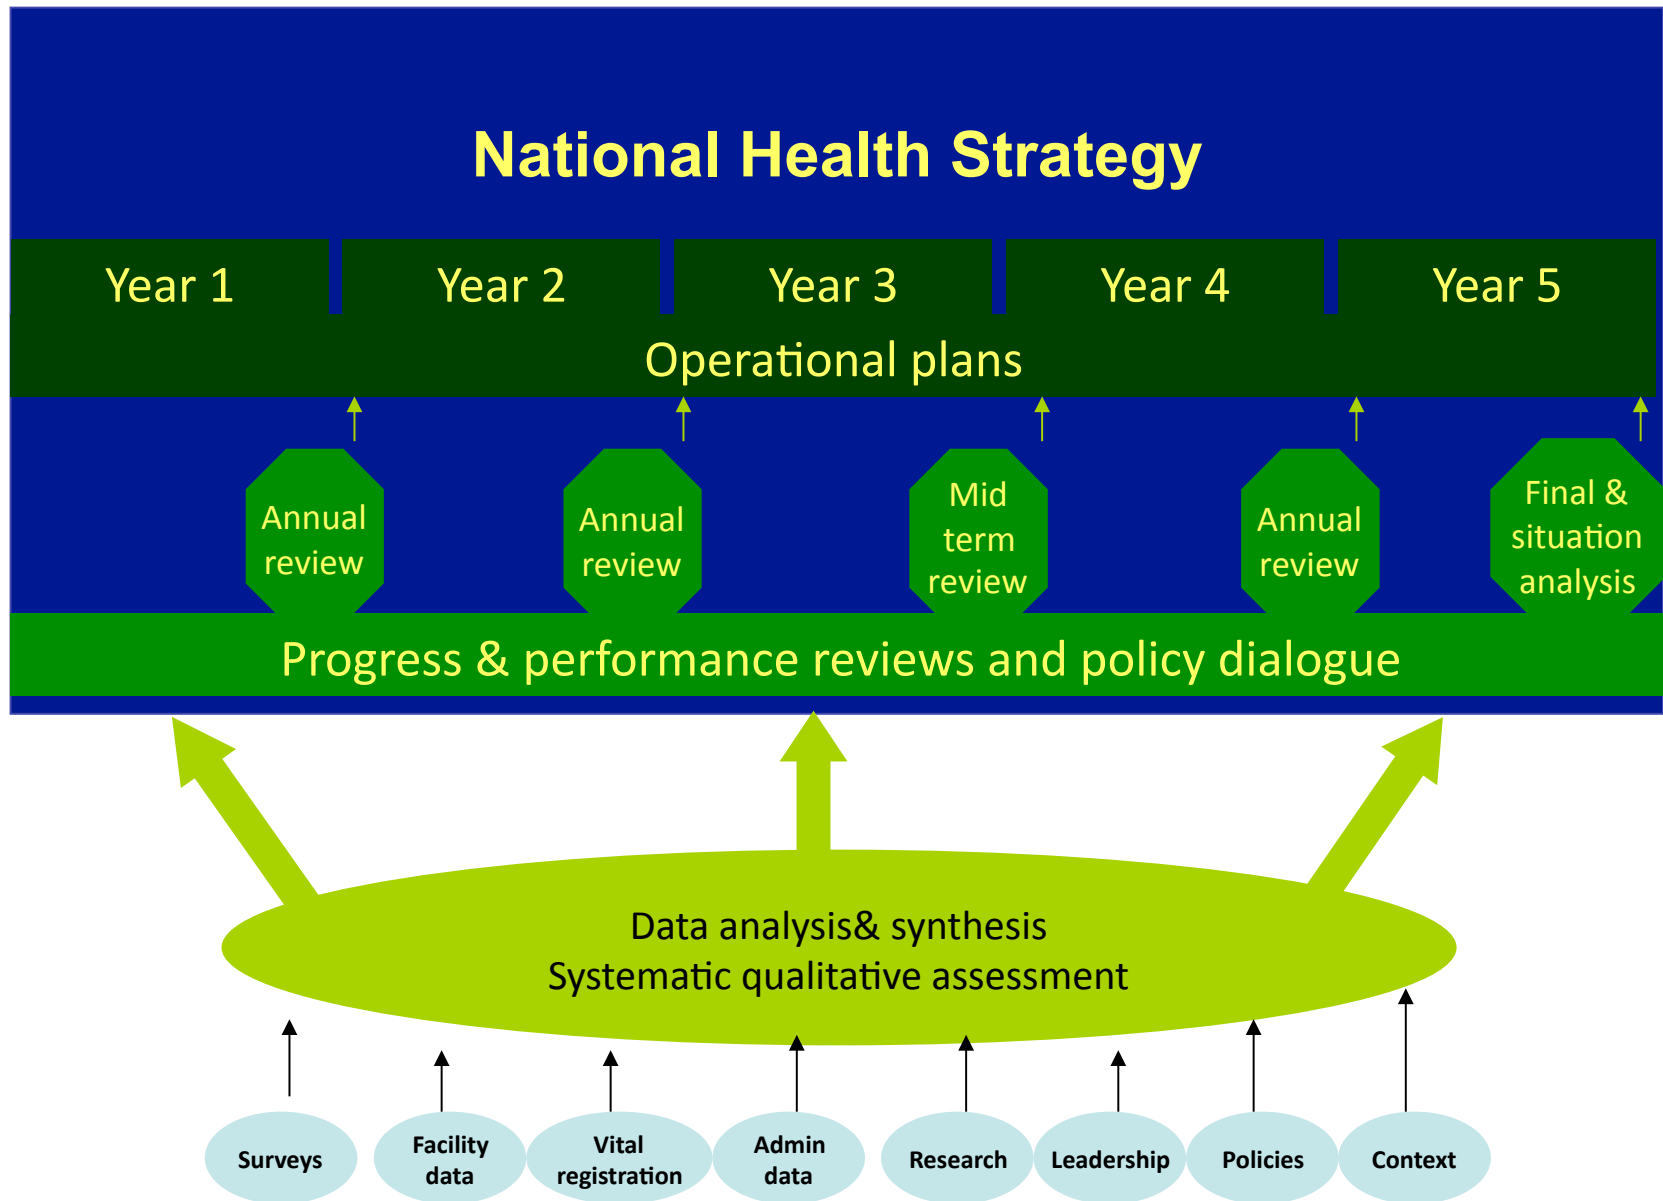 National Health Strategy
Year 1
Year 2
Year 3
Year 4
Year 5
Operational plans
Annual
review
Annual
review
Mid
term
review
Annual
review
Final &
situation
analysis
Progress & performance reviews and policy dialogue
Data analysis& synthesis
Systematic qualitative assessment
Surveys
Facility
data
Vital
registration
Admin
data
Research
Leadership
Policies
Context